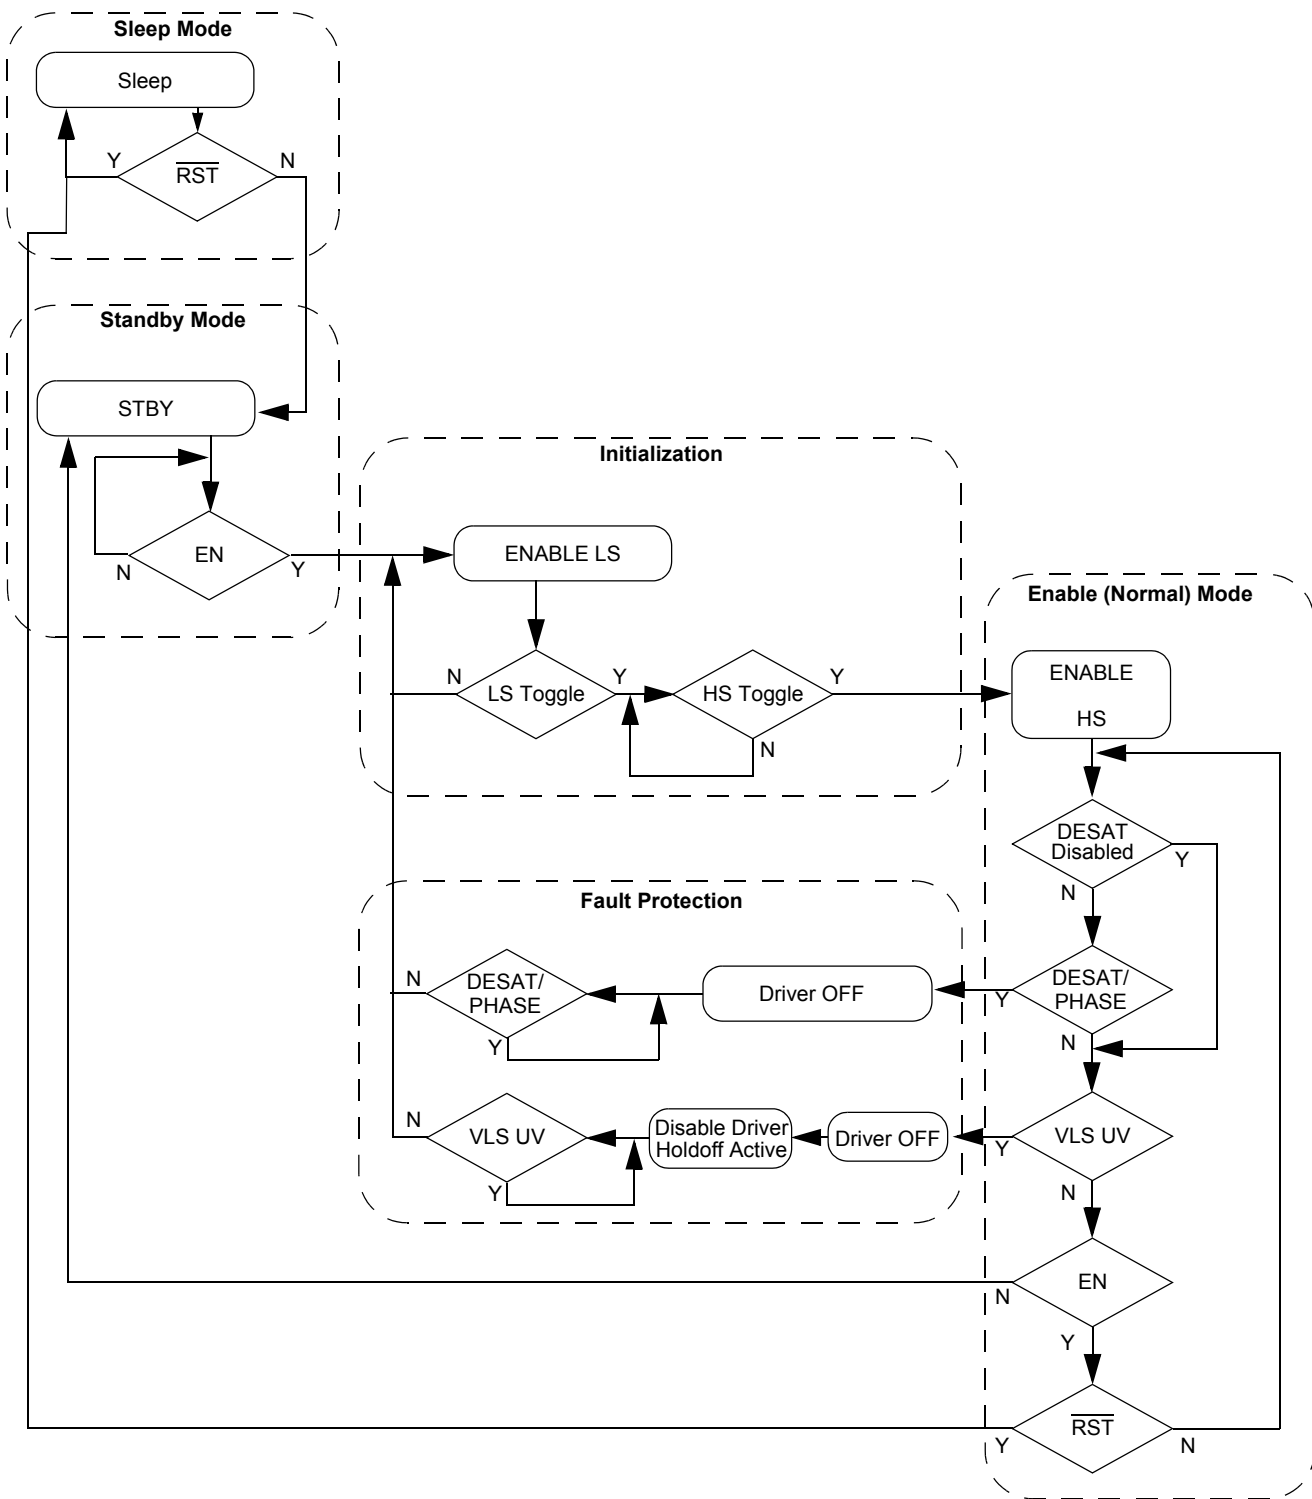 Sleep Mode
Sleep
Y
RST
N
Standby Mode
STBY
EN
N
Y
Initialization
ENABLE LS
N
LS Toggle
Y
HS Toggle
Y
N
Enable (Normal) Mode
ENABLE
HS
DESAT
Disabled
Y
N
DESAT/
PHASE
Y
N
VLS UV
Y
N
EN
N
Y
RST
Y
N
Fault Protection
N
DESAT/
PHASE
Y
Driver OFF
N
VLS UV
Y
Disable Driver
Holdoff Active
Driver OFF